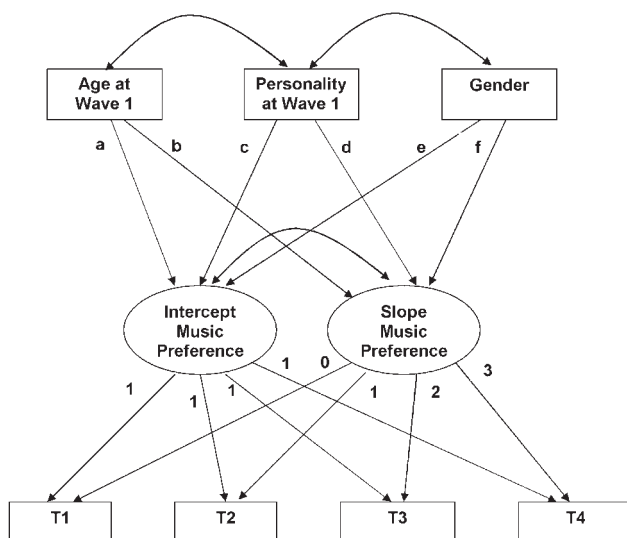 Age at
Wave 1
Personality
at Wave 1
Gender
a
b
c
d
e
f
Intercept
Music
Preference
Slope
Music
Preference
1
1
1
1
0
1
2
3
T1
T2
T3
T4